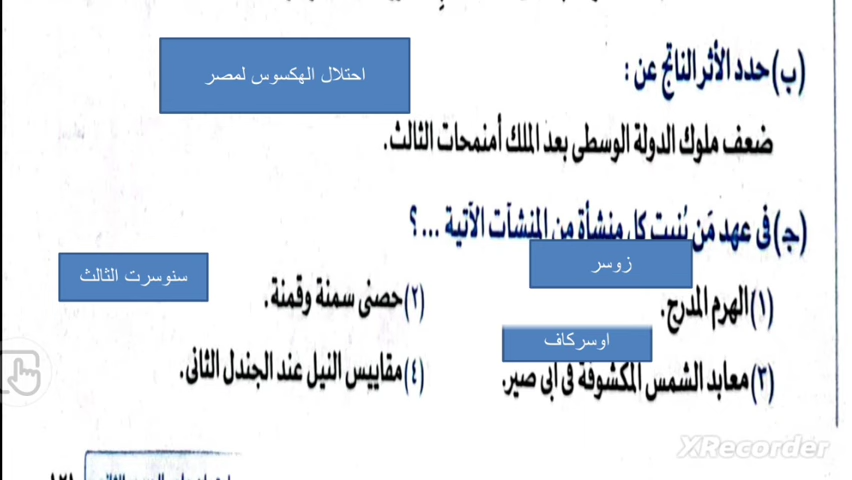 (ب) حدد الأثر الناتج عن :
احتلال الهكسوس لمصر
ضعف ملوك الدولة الوسطى بعد الملك أمنمحات الثالث.
(ج) فى عهد مَن بُنيت كل منشأة من المنشآت الآتية ... ؟
زوسر
سنوسرت الثالث
(١) الهرم المدرج.
(٢) حصنى سمنة وقمنة.
اوسركاف
(٣) معابد الشمس المكشوفة فى أبى صير.
(٤) مقاييس النيل عند الجندل الثانى.
XRecorder